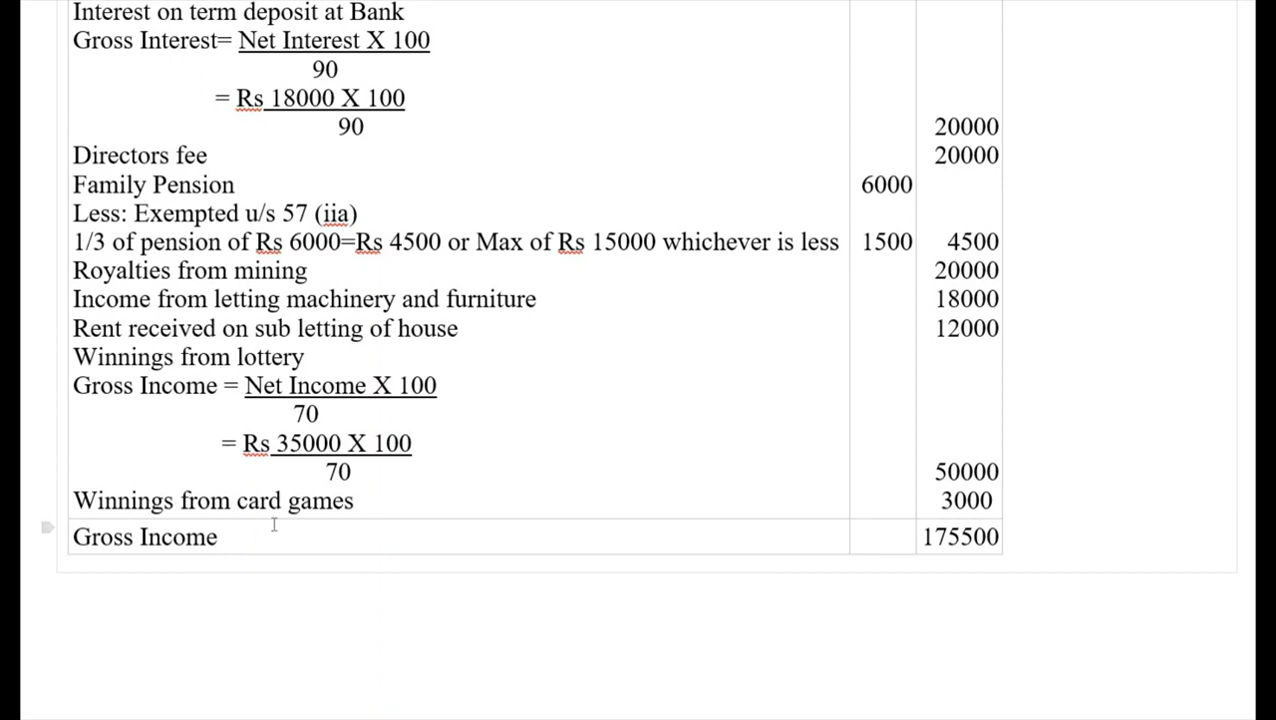 Interest on term deposit at Bank
Gross Interest= Net Interest X 100
90
= Rs 18000 X 100
90 20000
Directors fee 20000
Family Pension 6000
Less: Exempted u/s 57 (iia)
1/3 of pension of Rs 6000=Rs 4500 or Max of Rs 15000 whichever is less 1500 4500
Royalties from mining 20000
Income from letting machinery and furniture 18000
Rent received on sub letting of house 12000
Winnings from lottery
Gross Income = Net Income X 100
70
= Rs 35000 X 100
70 50000
Winnings from card games 3000
Gross Income 175500